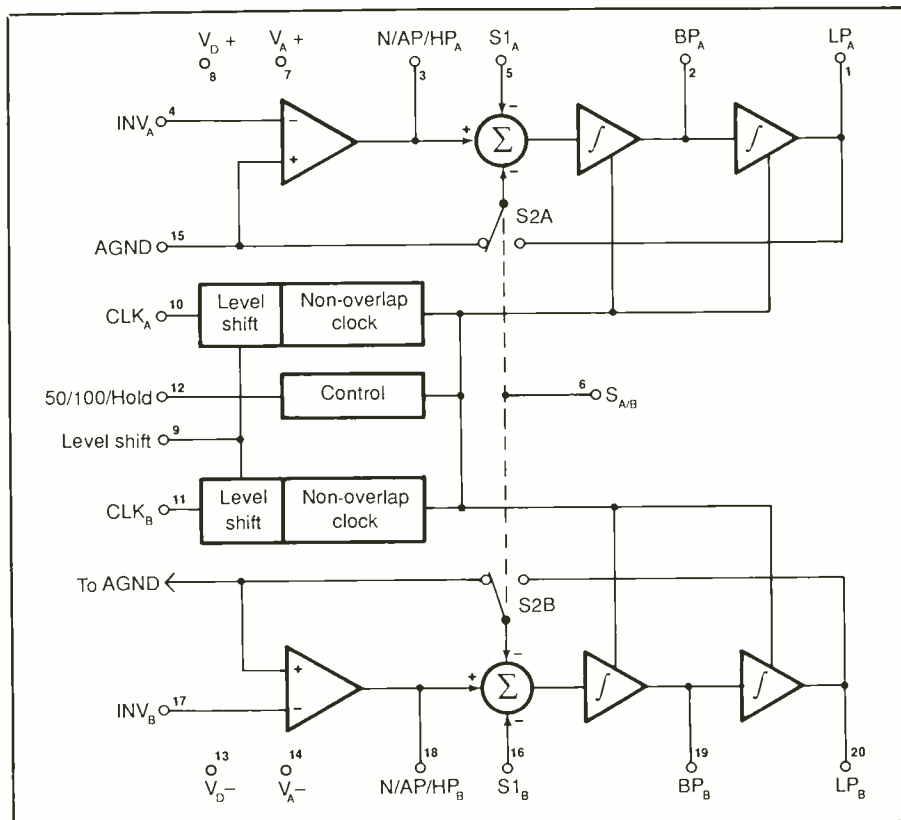 V_D + V_A + N/AP/HP_A S1_A BP_A LP_A
8 7 3 5 2 1
INV_A 4 − + − ∫ ∫
+ Σ
−
S2A
AGND 15
CLK_A 10 Level shift Non-overlap clock
50/100/Hold 12 Control 6 S_A/B
Level shift 9
CLK_B 11 Level shift Non-overlap clock
To AGND S2B
−
+ + Σ ∫ ∫
INV_B 17 − −
13 14 18 16 19 20
V_D− V_A− N/AP/HP_B S1_B BP_B LP_B